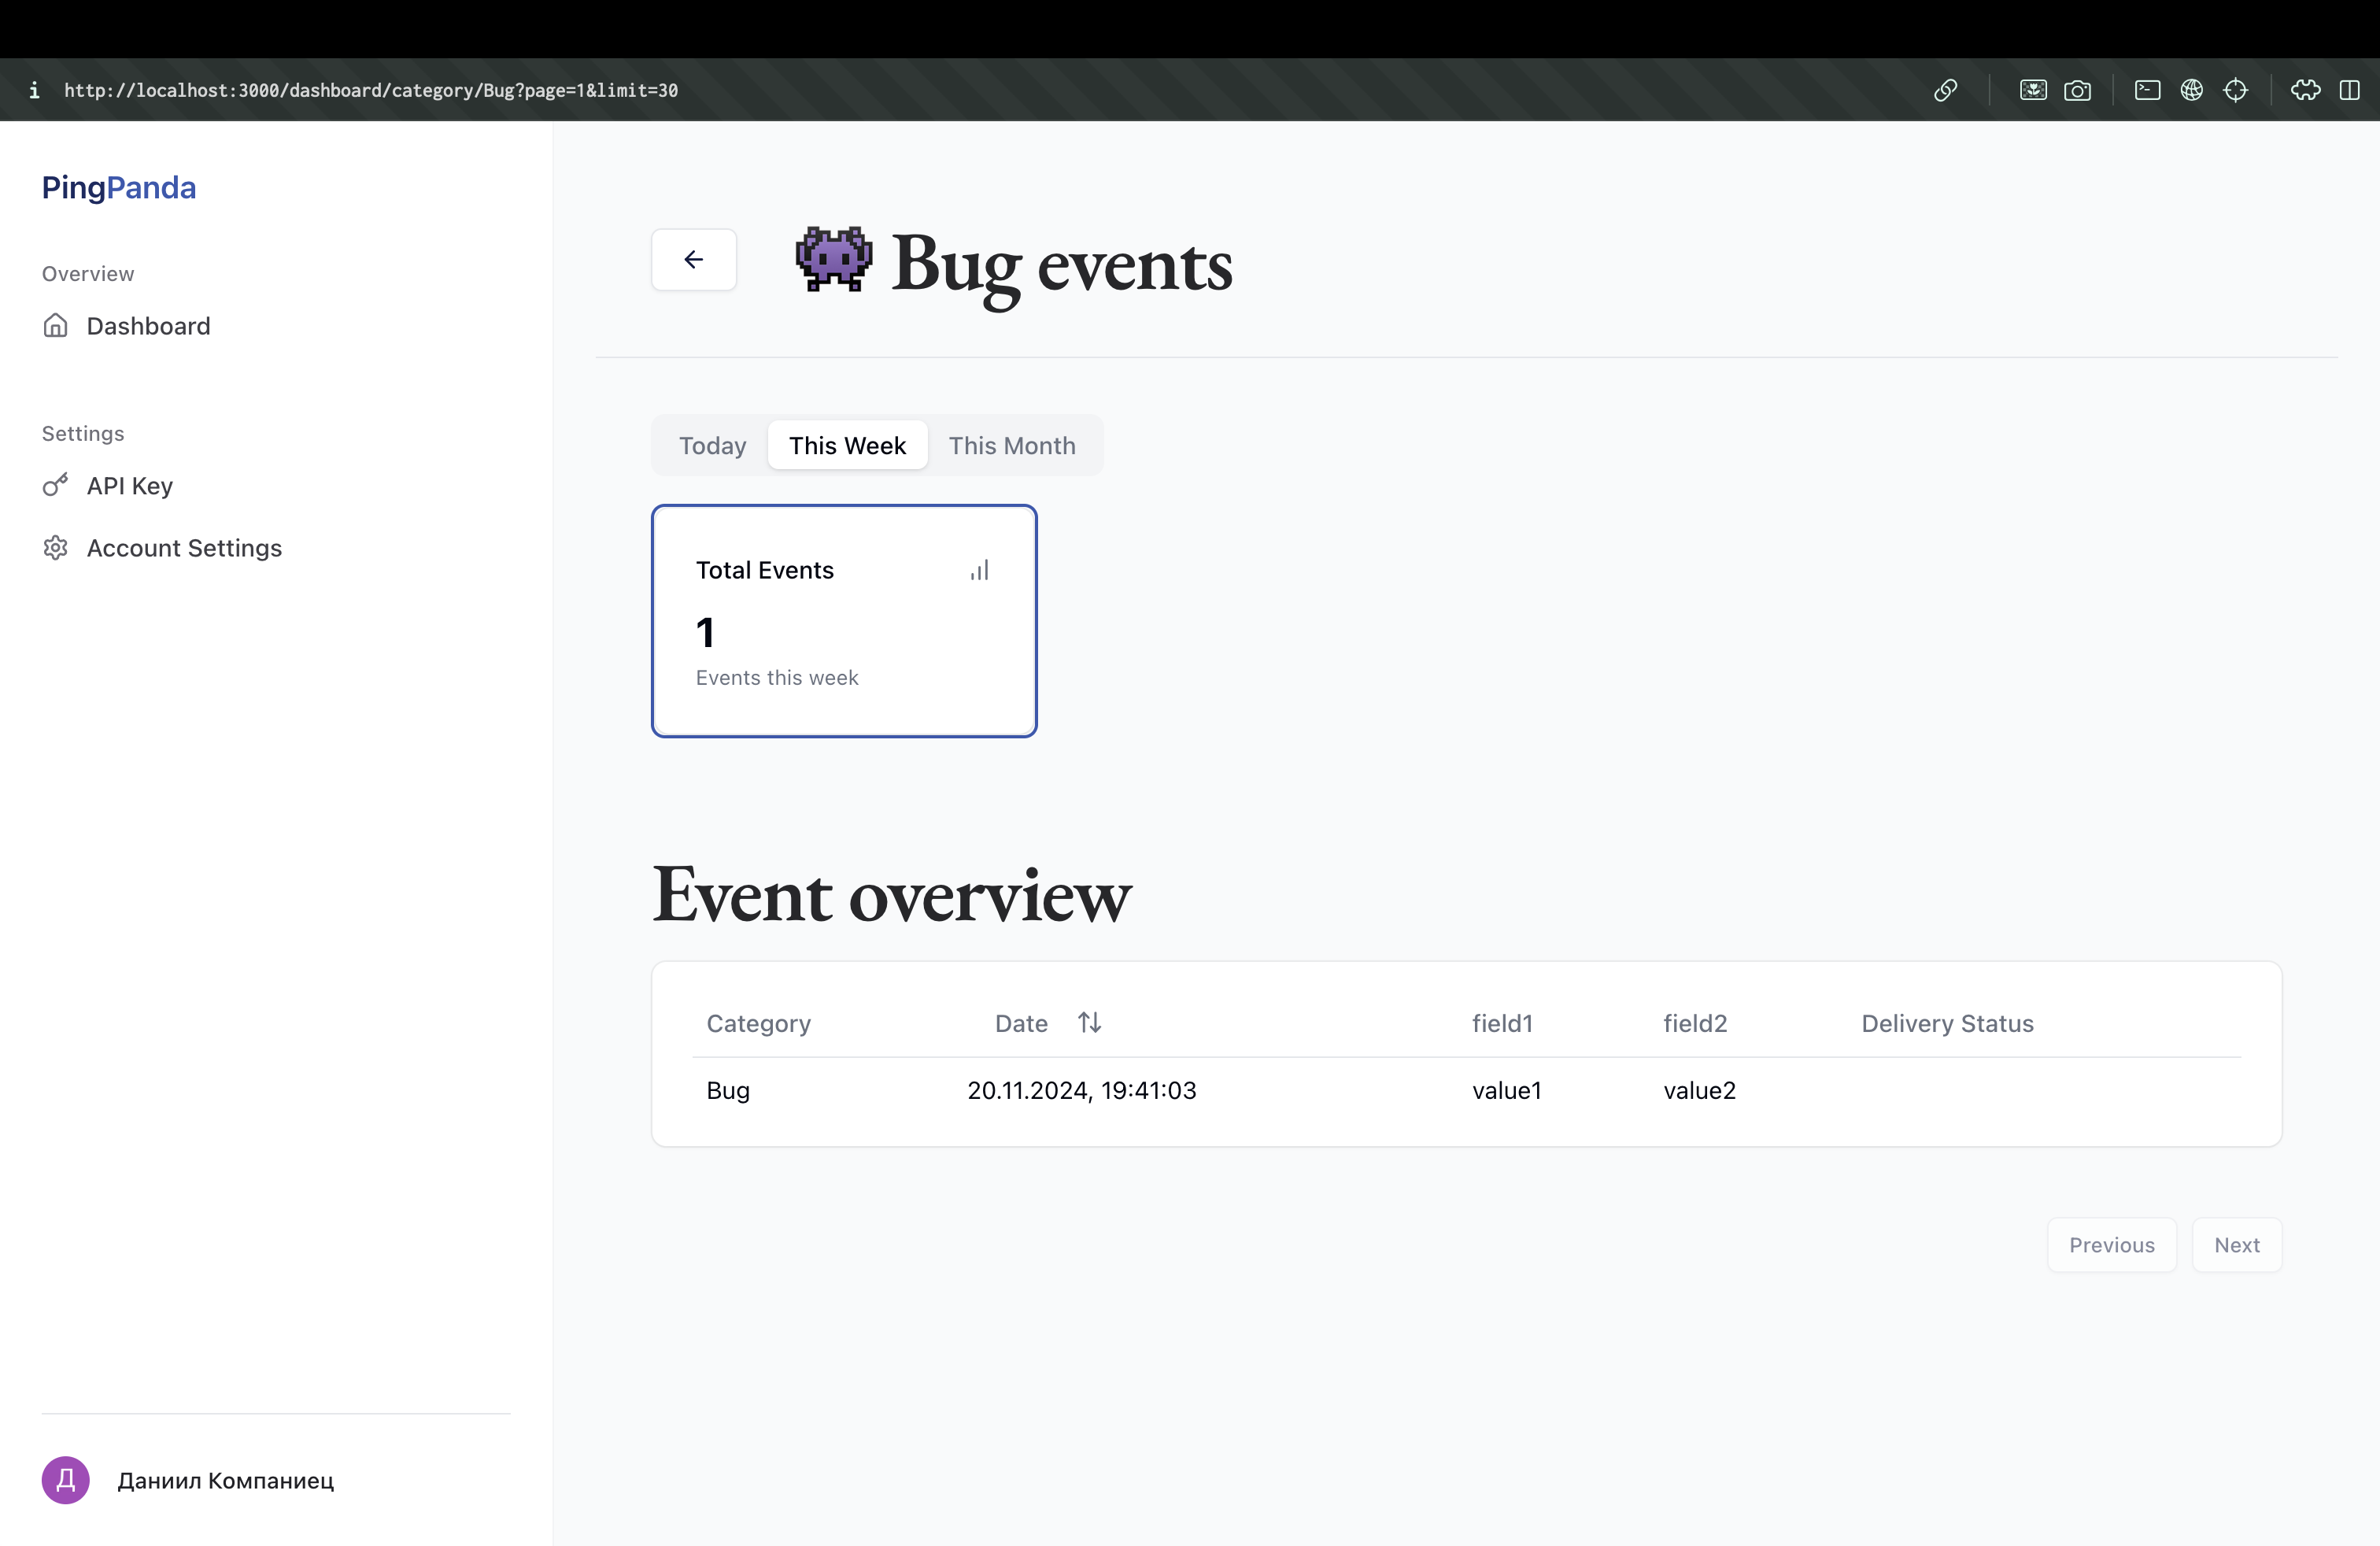 i http://localhost:3000/dashboard/category/Bug?page=1&limit=30
PingPanda
Overview
Dashboard
Settings
API Key
Account Settings
Даниил Компаниец
Д
Bug events
Today This Week This Month
Total Events
1
Events this week
Event overview
Category Date field1 field2 Delivery Status
Bug 20.11.2024, 19:41:03 value1 value2
Previous Next